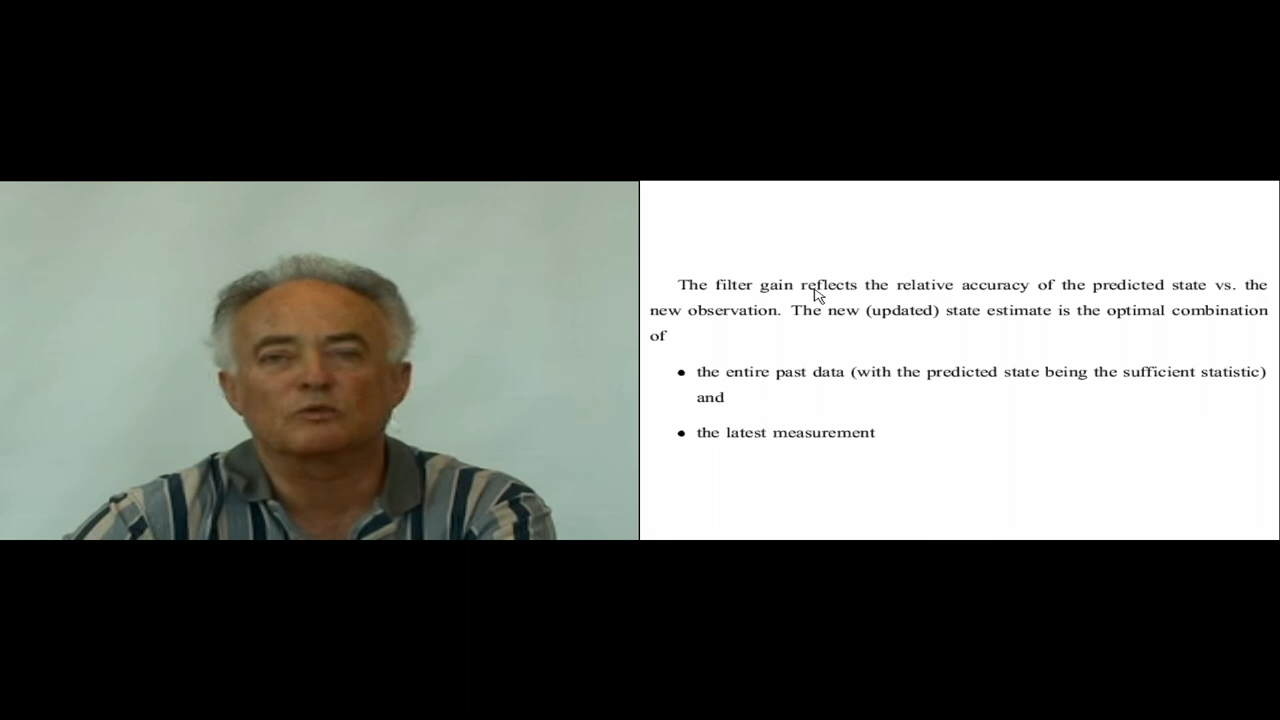 The filter gain reflects the relative accuracy of the predicted state vs. the
new observation. The new (updated) state estimate is the optimal combination
of
• the entire past data (with the predicted state being the sufficient statistic)
and
• the latest measurement